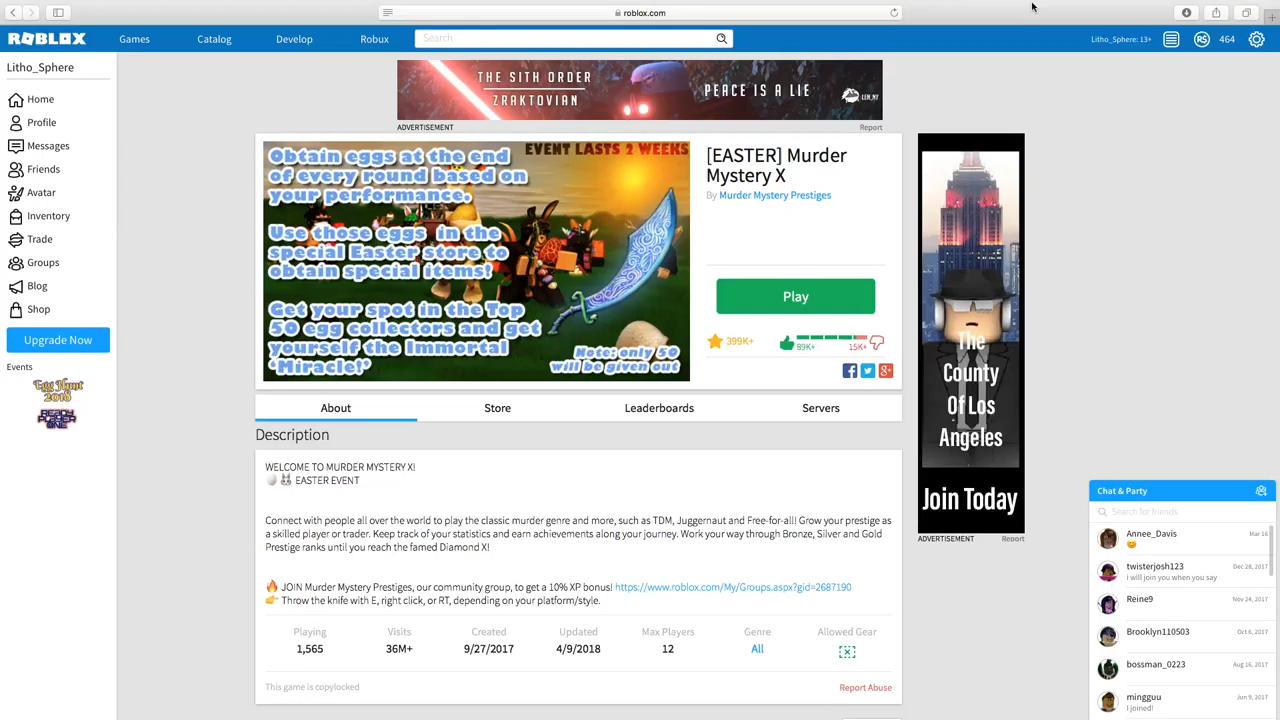 roblox.com
ROBLOX
Games
Catalog
Develop
Robux
Search
Litho_Sphere: 13+
R$
464
Litho_Sphere
Home
Profile
Messages
Friends
Avatar
Inventory
Trade
Groups
Blog
Shop
Upgrade Now
Events
Egg Hunt
2018
READY
PLAYER
ONE
THE SITH ORDER
ZRAKTOVIAN
PEACE IS A LIE
LEN_NY
ADVERTISEMENT
Report
EVENT LASTS 2 WEEKS
Obtain eggs at the end
of every round based on
your performance.
Use those eggs in the
special Easter store to
obtain special items!
Get your spot in the Top
50 egg collectors and get
yourself the Immortal
'Miracle!'
Note: only 50
will be given out
[EASTER] Murder
Mystery X
By Murder Mystery Prestiges
Play
399K+
89K+
15K+
About
Store
Leaderboards
Servers
Description
WELCOME TO MURDER MYSTERY X!
🥚 🐰 EASTER EVENT
Connect with people all over the world to play the classic murder genre and more, such as TDM, Juggernaut and Free-for-all! Grow your prestige as
a skilled player or trader. Keep track of your statistics and earn achievements along your journey. Work your way through Bronze, Silver and Gold
Prestige ranks until you reach the famed Diamond X!
🔥 JOIN Murder Mystery Prestiges, our community group, to get a 10% XP bonus! https://www.roblox.com/My/Groups.aspx?gid=2687190
👉 Throw the knife with E, right click, or RT, depending on your platform/style.
Playing
Visits
Created
Updated
Max Players
Genre
Allowed Gear
1,565
36M+
9/27/2017
4/9/2018
12
All
This game is copylocked
Report Abuse
The
County
Of Los
Angeles
Join Today
ADVERTISEMENT
Report
Chat & Party
Search for friends
Annee_Davis
Mar 16
😊
twisterjosh123
Dec 28, 2017
I will join you when you say
Reine9
Nov 24, 2017
Brooklyn110503
Oct 6, 2017
bossman_0223
Aug 16, 2017
mingguu
Jun 9, 2017
I joined!